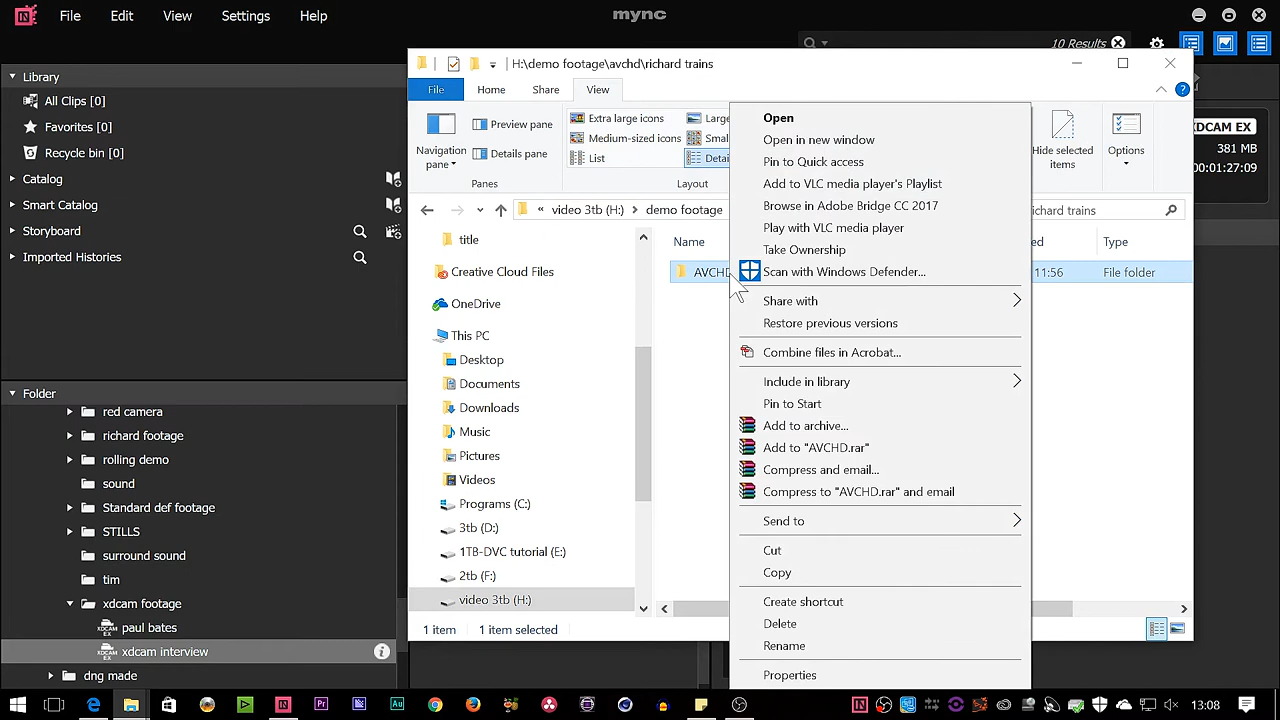 File Edit View Settings Help
mync
10 Results
Library
All Clips [0]
Favorites [0]
Recycle bin [0]
Catalog
Smart Catalog
Storyboard
Imported Histories
Folder
red camera
richard footage
rolling demo
sound
Standard def footage
STILLS
surround sound
tim
xdcam footage
paul bates
xdcam interview
dng made
H:\demo footage\avchd\richard trains
File Home Share View
Navigation pane
Preview pane
Details pane
Panes
Extra large icons
Medium-sized icons
List
Layout
Hide selected items
Options
« video 3tb (H:) demo footage
Name
Type
AVCHD
11:56
File folder
title
Creative Cloud Files
OneDrive
This PC
Desktop
Documents
Downloads
Music
Pictures
Videos
Programs (C:)
3tb (D:)
1TB-DVC tutorial (E:)
2tb (F:)
video 3tb (H:)
1 item 1 item selected
Open
Open in new window
Pin to Quick access
Add to VLC media player's Playlist
Browse in Adobe Bridge CC 2017
Play with VLC media player
Take Ownership
Scan with Windows Defender...
Share with
Restore previous versions
Combine files in Acrobat...
Include in library
Pin to Start
Add to archive...
Add to "AVCHD.rar"
Compress and email...
Compress to "AVCHD.rar" and email
Send to
Cut
Copy
Create shortcut
Delete
Rename
Properties
XDCAM EX
381 MB
00:01:27:09
13:08